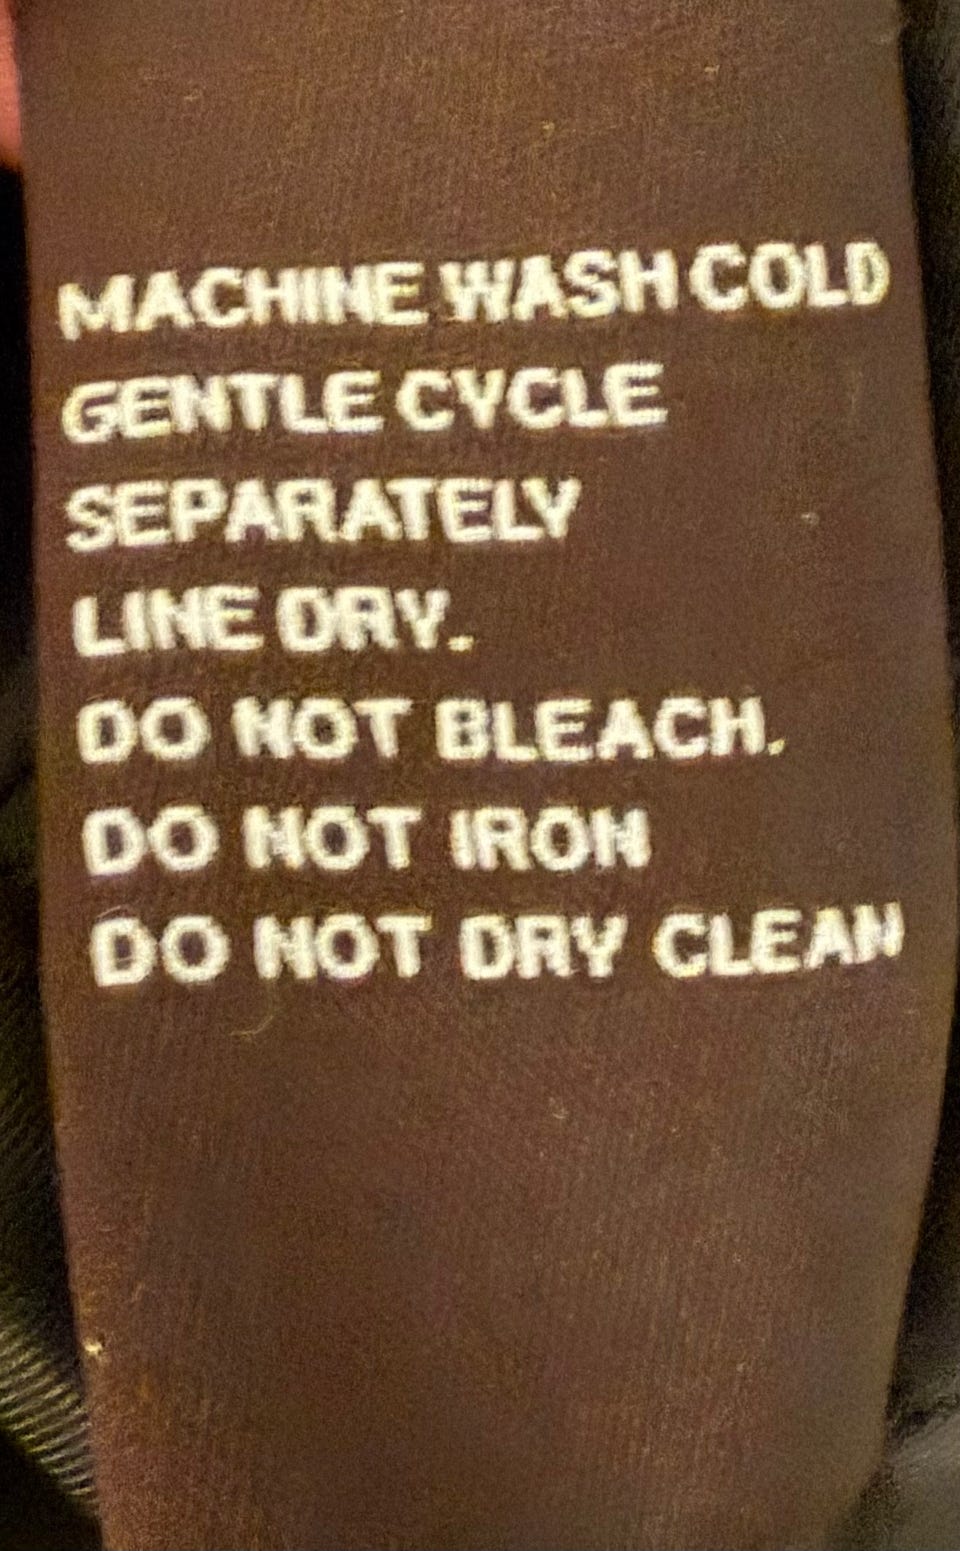 MACHINE WASH COLD
GENTLE CYCLE
SEPARATELY
LINE DRY.
DO NOT BLEACH.
DO NOT IRON
DO NOT DRY CLEAN